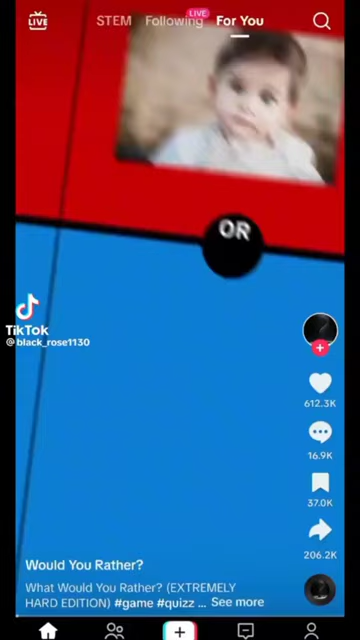 LIVE
STEM Following LIVE For You
OR
TikTok
@black_rose1130
612.3K
16.9K
37.0K
206.2K
Would You Rather?
What Would You Rather? (EXTREMELY
HARD EDITION) #game #quizz ... See more